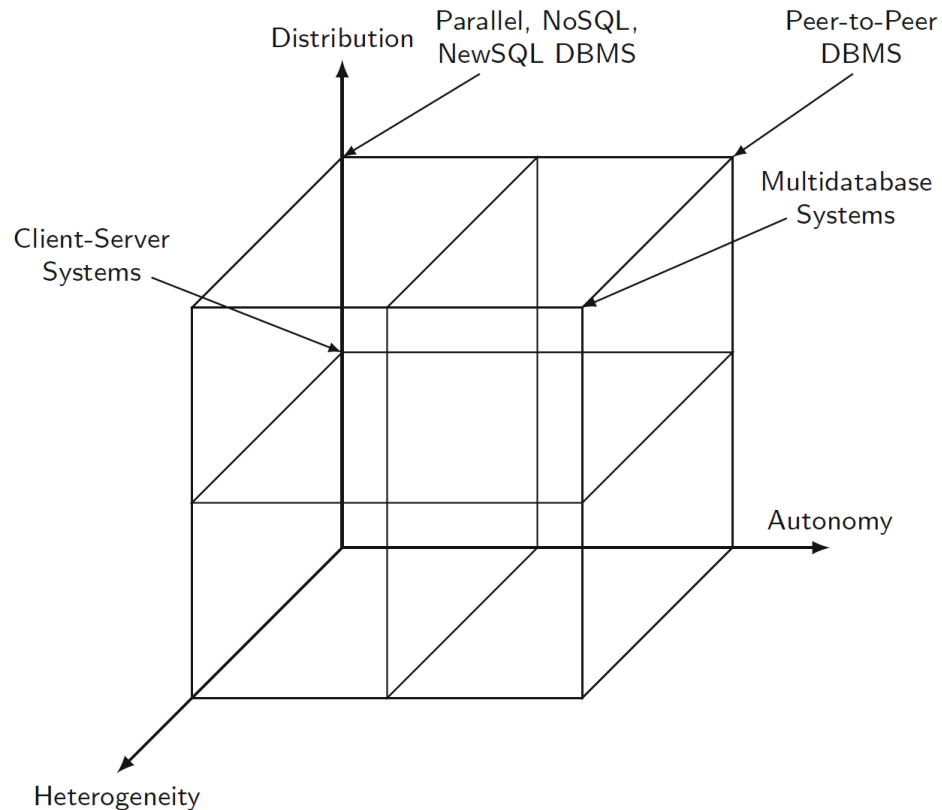 Distribution
Parallel, NoSQL,
NewSQL DBMS
Peer-to-Peer
DBMS
Multidatabase
Systems
Client-Server
Systems
Autonomy
Heterogeneity